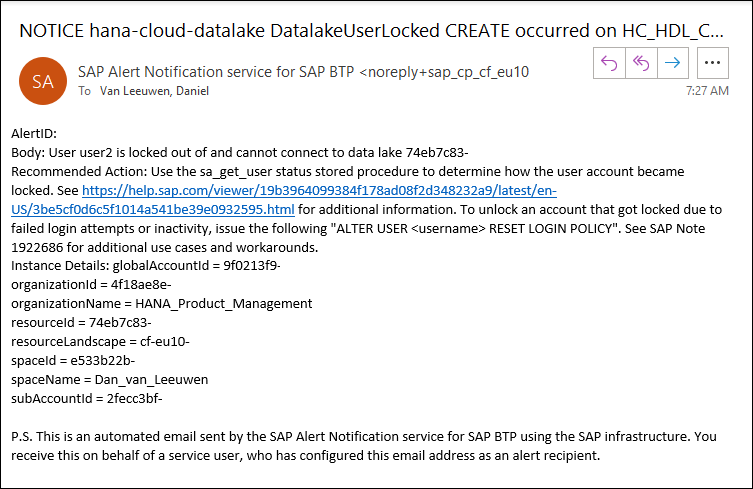 NOTICE hana-cloud-datalake DatalakeUserLocked CREATE occurred on HC_HDL_C...
SA
SAP Alert Notification service for SAP BTP <noreply+sap_cp_cf_eu10
To Van Leeuwen, Daniel
7:27 AM
AlertID:
Body: User user2 is locked out of and cannot connect to data lake 74eb7c83-
Recommended Action: Use the sa_get_user status stored procedure to determine how the user account became
locked. See https://help.sap.com/viewer/19b3964099384f178ad08f2d348232a9/latest/en-
US/3be5cf0d6c5f1014a541be39e0932595.html for additional information. To unlock an account that got locked due to
failed login attempts or inactivity, issue the following "ALTER USER <username> RESET LOGIN POLICY". See SAP Note
1922686 for additional use cases and workarounds.
Instance Details: globalAccountId = 9f0213f9-
organizationId = 4f18ae8e-
organizationName = HANA_Product_Management
resourceId = 74eb7c83-
resourceLandscape = cf-eu10-
spaceId = e533b22b-
spaceName = Dan_van_Leeuwen
subAccountId = 2fecc3bf-
P.S. This is an automated email sent by the SAP Alert Notification service for SAP BTP using the SAP infrastructure. You
receive this on behalf of a service user, who has configured this email address as an alert recipient.